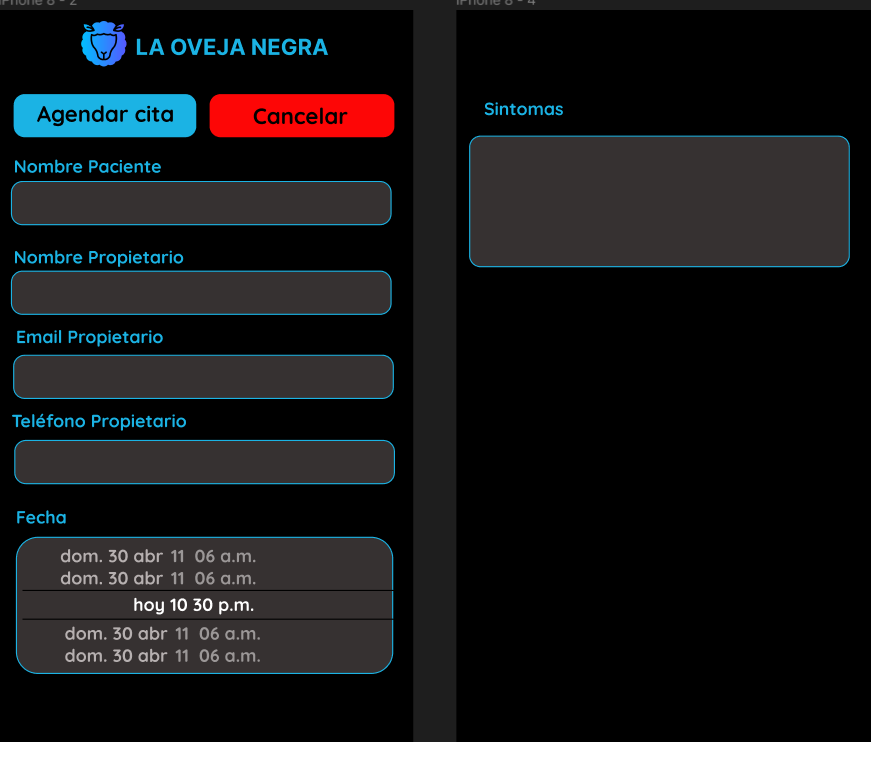 iPhone 8 - 2
LA OVEJA NEGRA
Agendar cita
Cancelar
Nombre Paciente
Nombre Propietario
Email Propietario
Teléfono Propietario
Fecha
dom. 30 abr 11 06 a.m.
dom. 30 abr 11 06 a.m.
hoy 10 30 p.m.
dom. 30 abr 11 06 a.m.
dom. 30 abr 11 06 a.m.
iPhone 8 - 4
Sintomas